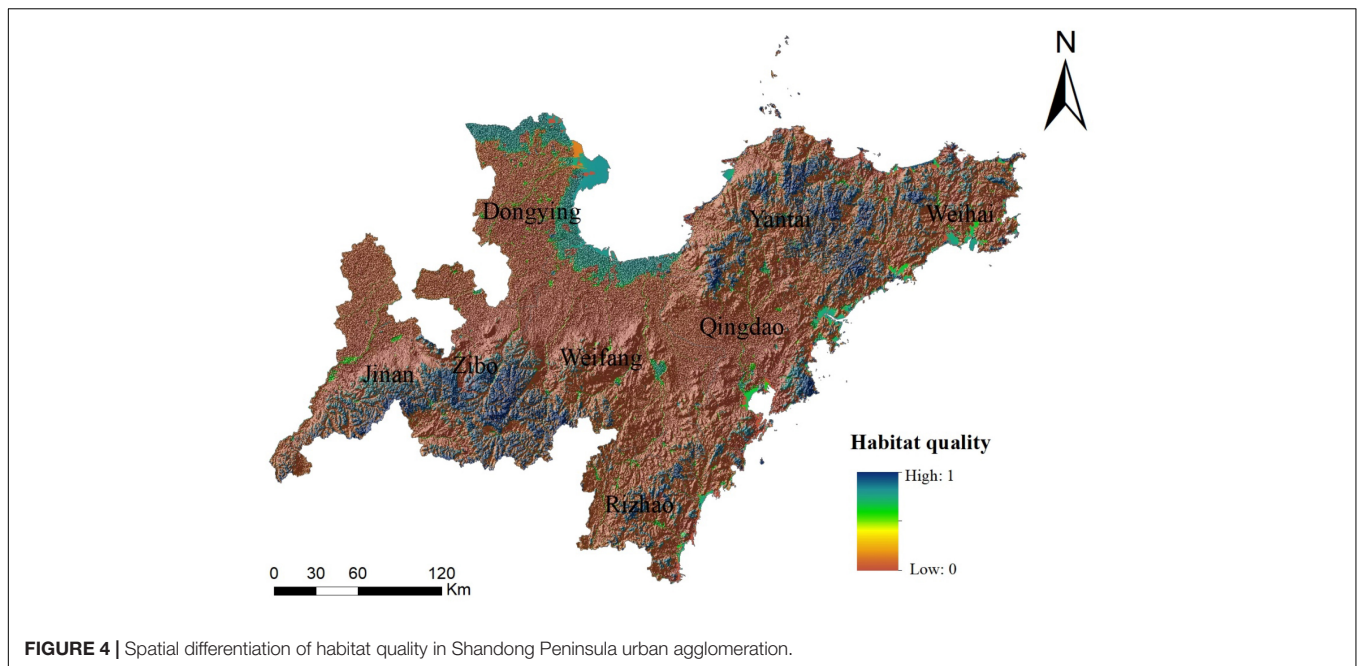 N
Dongying
Yantai
Weihai
Qingdao
Weifang
Zibo
Jinan
Rizhao
Habitat quality
High: 1
Low: 0
0 30 60 120
Km
FIGURE 4 | Spatial differentiation of habitat quality in Shandong Peninsula urban agglomeration.